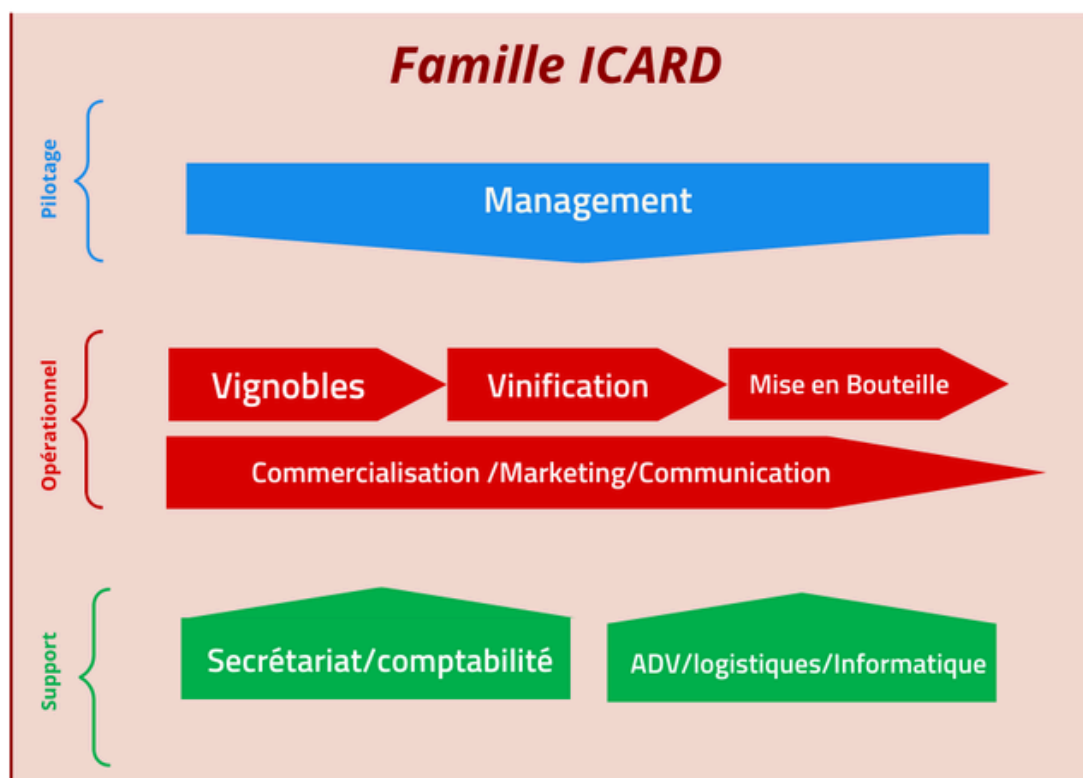 Famille ICARD
Pilotage
Management
Opérationnel
Vignobles
Vinification
Mise en Bouteille
Commercialisation /Marketing/Communication
Support
Secrétariat/comptabilité
ADV/logistiques/Informatique